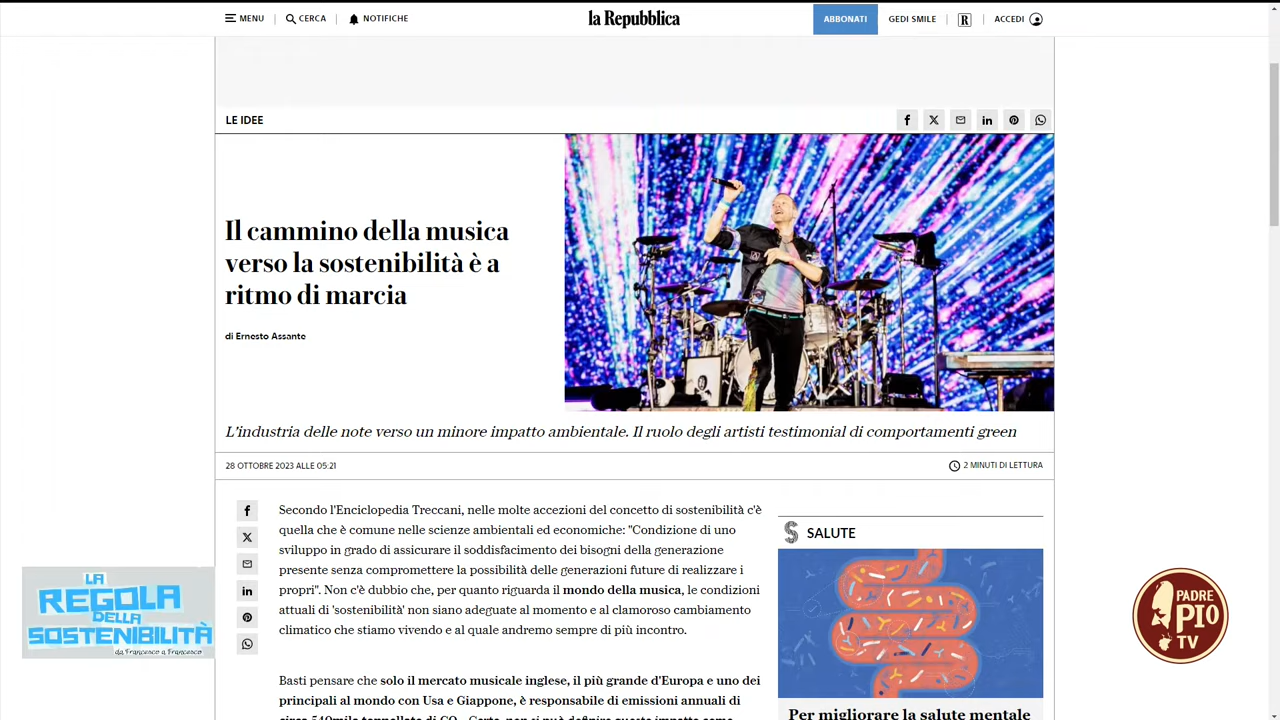 MENU
CERCA
NOTIFICHE
la Repubblica
ABBONATI
GEDI SMILE
R
ACCEDI
LE IDEE
Il cammino della musica
verso la sostenibilità è a
ritmo di marcia
di Ernesto Assante
L'industria delle note verso un minore impatto ambientale. Il ruolo degli artisti testimonial di comportamenti green
28 OTTOBRE 2023 ALLE 05:21
2 MINUTI DI LETTURA
Secondo l'Enciclopedia Treccani, nelle molte accezioni del concetto di sostenibilità c'è
quella che è comune nelle scienze ambientali ed economiche: "Condizione di uno
sviluppo in grado di assicurare il soddisfacimento dei bisogni della generazione
presente senza compromettere la possibilità delle generazioni future di realizzare i
propri". Non c'è dubbio che, per quanto riguarda il mondo della musica, le condizioni
attuali di 'sostenibilità' non siano adeguate al momento e al clamoroso cambiamento
climatico che stiamo vivendo e al quale andremo sempre di più incontro.
Basti pensare che solo il mercato musicale inglese, il più grande d'Europa e uno dei
principali al mondo con Usa e Giappone, è responsabile di emissioni annuali di
circa 540mila tonnellate di CO
SALUTE
Per migliorare la salute mentale
LA
REGOLA
DELLA
SOSTENIBILITÀ
da Francesco a Francesco
PADRE
PIO
TV